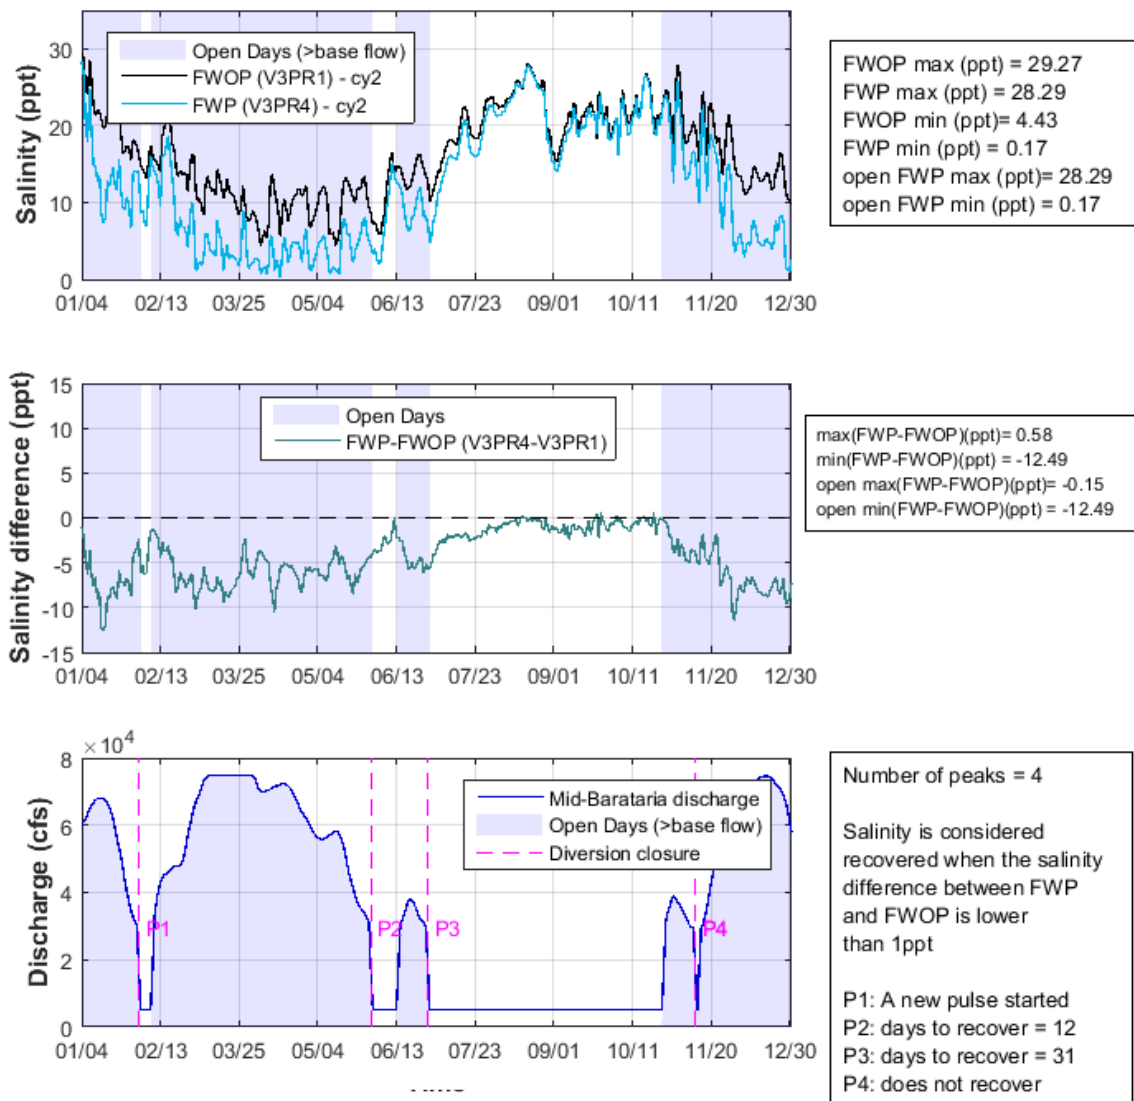 Salinity (ppt)
30
20
10
0
Open Days (>base flow)
FWOP (V3PR1) - cy2
FWP (V3PR4) - cy2
01/04 02/13 03/25 05/04 06/13 07/23 09/01 10/11 11/20 12/30
FWOP max (ppt) = 29.27
FWP max (ppt) = 28.29
FWOP min (ppt)= 4.43
FWP min (ppt) = 0.17
open FWP max (ppt)= 28.29
open FWP min (ppt) = 0.17
Salinity difference (ppt)
15
10
5
0
-5
-10
-15
Open Days
FWP-FWOP (V3PR4-V3PR1)
01/04 02/13 03/25 05/04 06/13 07/23 09/01 10/11 11/20 12/30
max(FWP-FWOP)(ppt)= 0.58
min(FWP-FWOP)(ppt) = -12.49
open max(FWP-FWOP)(ppt)= -0.15
open min(FWP-FWOP)(ppt) = -12.49
Discharge (cfs)
×10^4
8
6
4
2
0
Mid-Barataria discharge
Open Days (>base flow)
Diversion closure
P1 P2 P3 P4
01/04 02/13 03/25 05/04 06/13 07/23 09/01 10/11 11/20 12/30
Number of peaks = 4
Salinity is considered
recovered when the salinity
difference between FWP
and FWOP is lower
than 1ppt
P1: A new pulse started
P2: days to recover = 12
P3: days to recover = 31
P4: does not recover